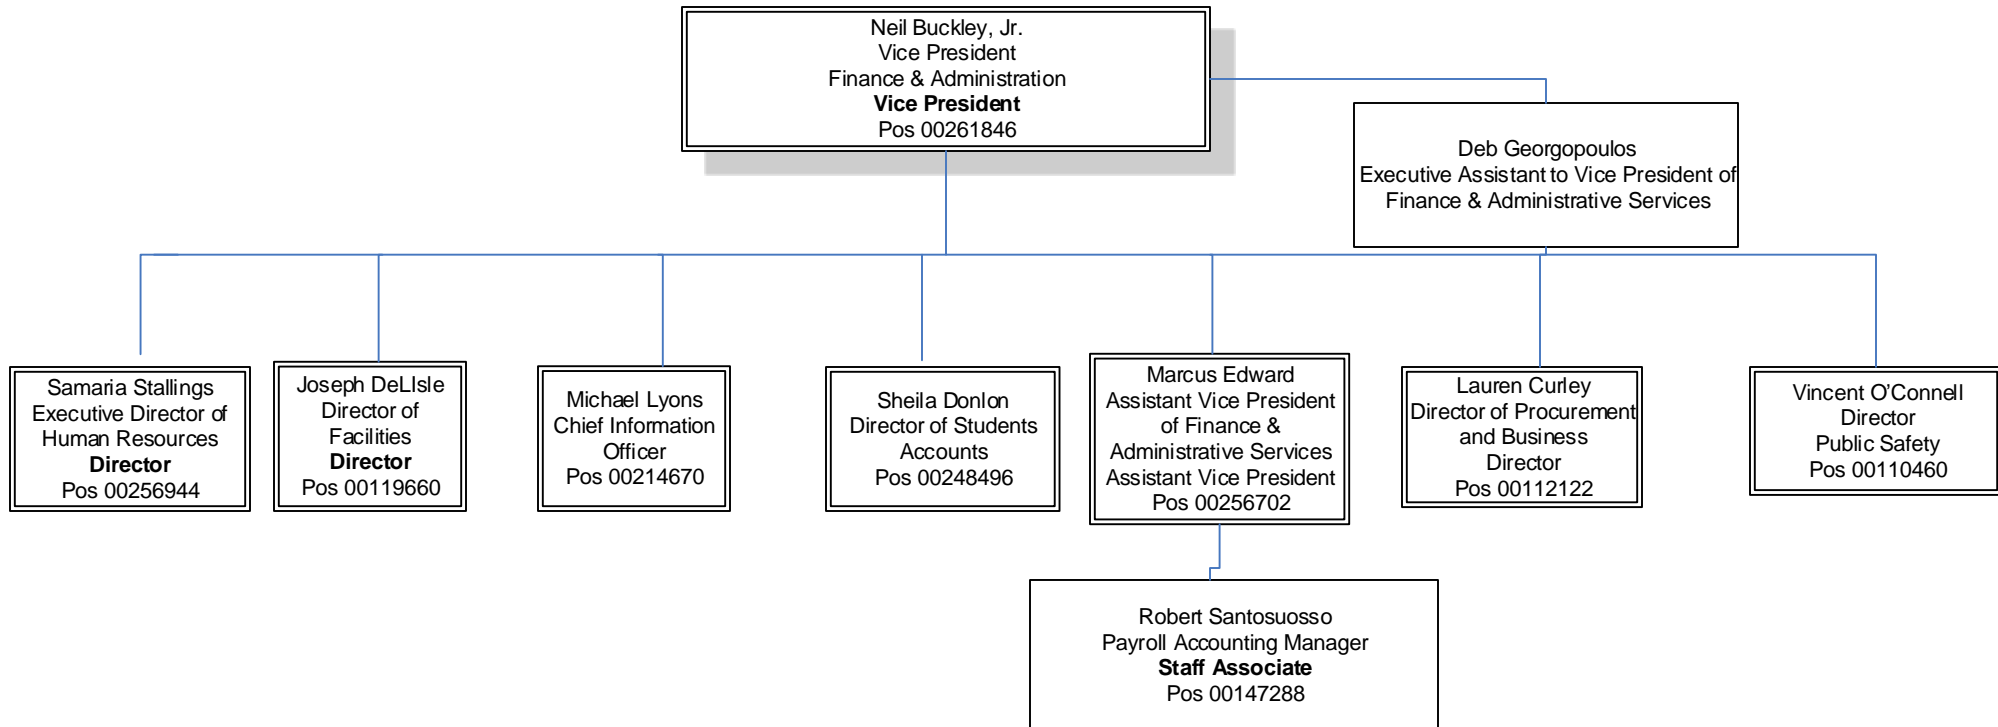 Neil Buckley, Jr.
Vice President
Finance & Administration
Vice President
Pos 00261846
Deb Georgopoulos
Executive Assistant to Vice President of
Finance & Administrative Services
Samaria Stallings
Executive Director of
Human Resources
Director
Pos 00256944
Joseph DeLIsle
Director of
Facilities
Director
Pos 00119660
Michael Lyons
Chief Information
Officer
Pos 00214670
Sheila Donlon
Director of Students
Accounts
Pos 00248496
Marcus Edward
Assistant Vice President
of Finance &
Administrative Services
Assistant Vice President
Pos 00256702
Lauren Curley
Director of Procurement
and Business
Director
Pos 00112122
Vincent O’Connell
Director
Public Safety
Pos 00110460
Robert Santosuosso
Payroll Accounting Manager
Staff Associate
Pos 00147288